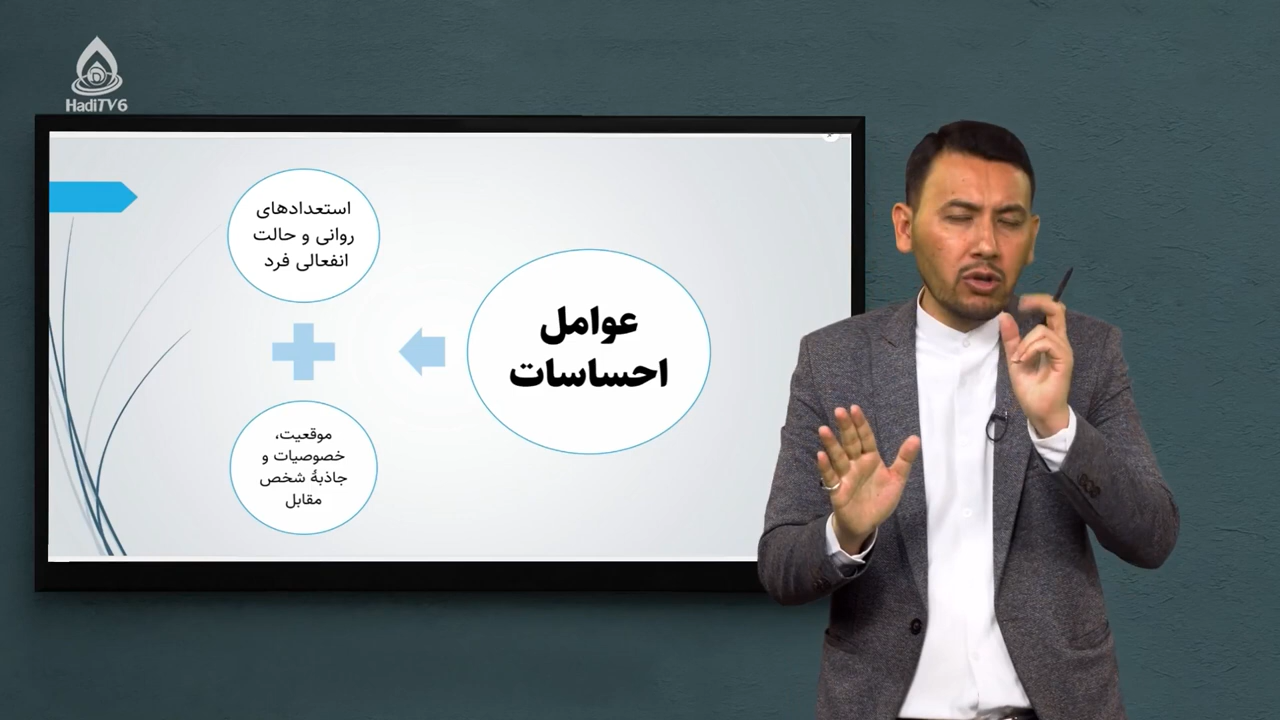 HadiTV6
عوامل
احساسات
استعدادهای
روانی و حالت
انفعالی فرد
موقعیت،
خصوصیات و
جاذبهٔ شخص
مقابل